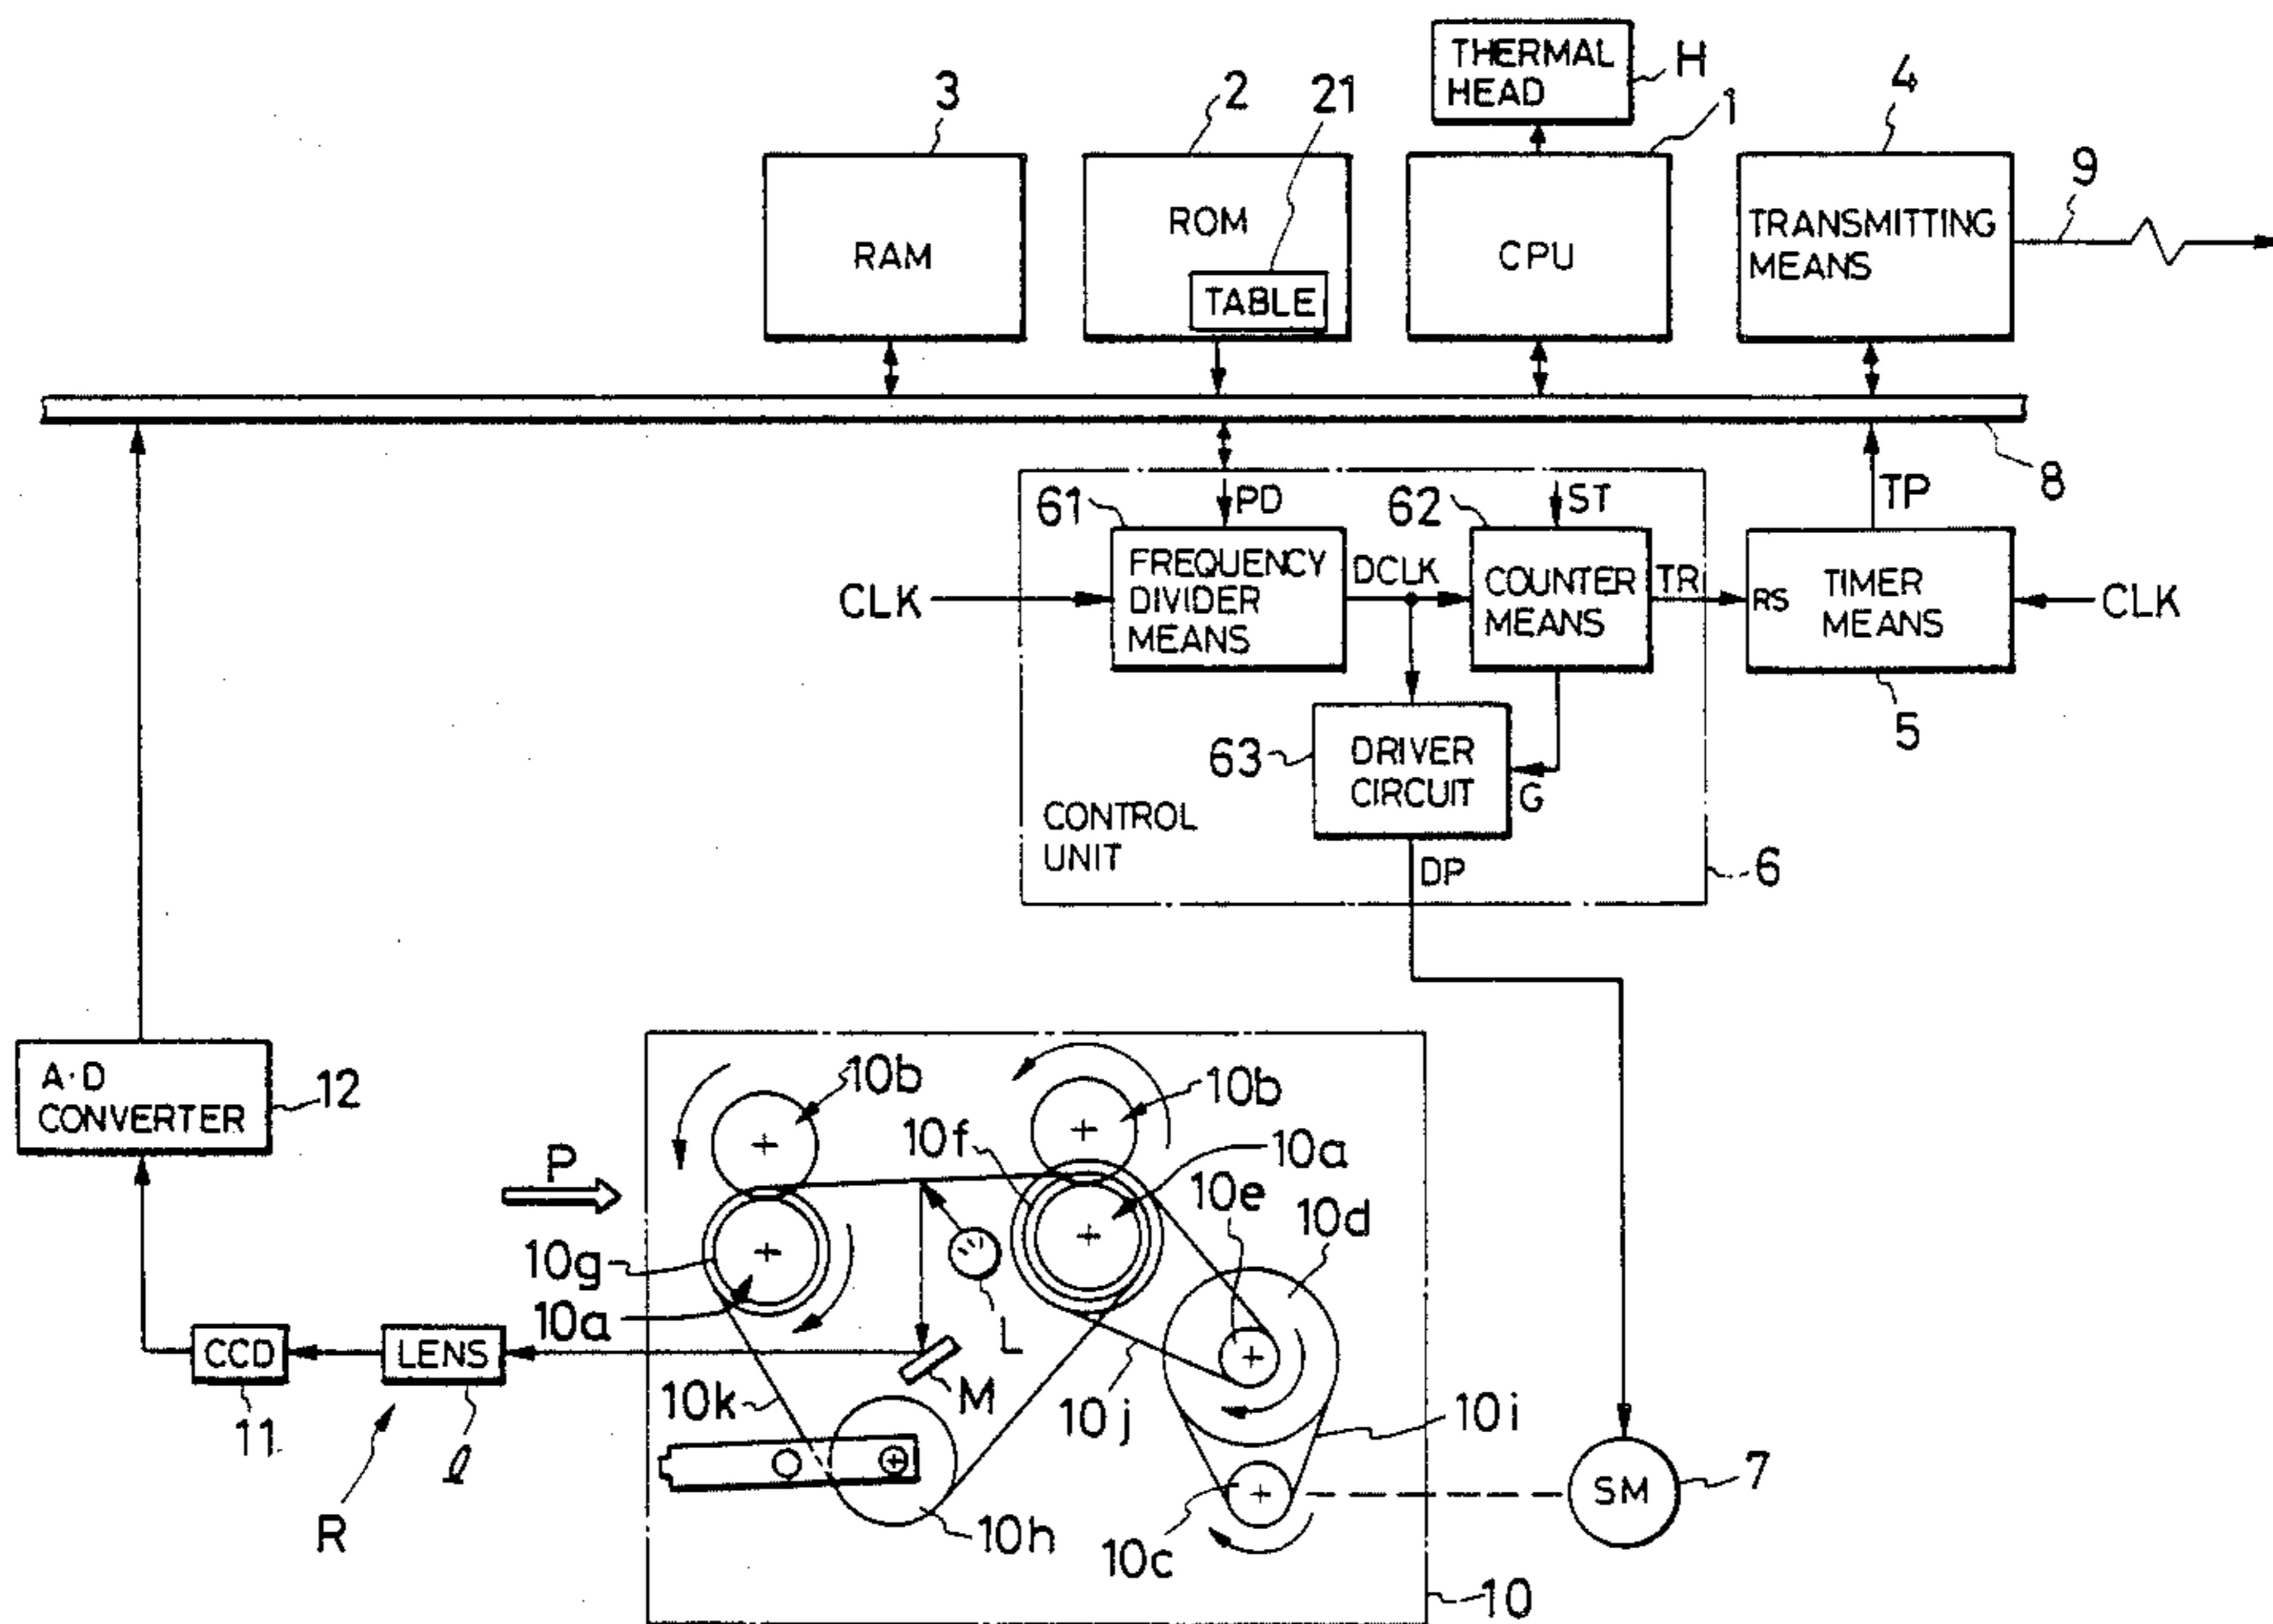 THERMAL
HEAD
H
3
2
21
1
4
9
RAM
ROM
TABLE
CPU
TRANSMITTING
MEANS
8
61
PD
62
ST
TP
CLK
FREQUENCY
DIVIDER
MEANS
DCLK
COUNTER
MEANS
TR
RS
TIMER
MEANS
CLK
5
63
DRIVER
CIRCUIT
G
CONTROL
UNIT
DP
6
A·D
CONVERTER
12
P
10b
10b
10f
10a
10e
10d
10g
10a
L
CCD
LENS
M
10k
10j
10i
11
ℓ
R
10h
10c
SM
7
10